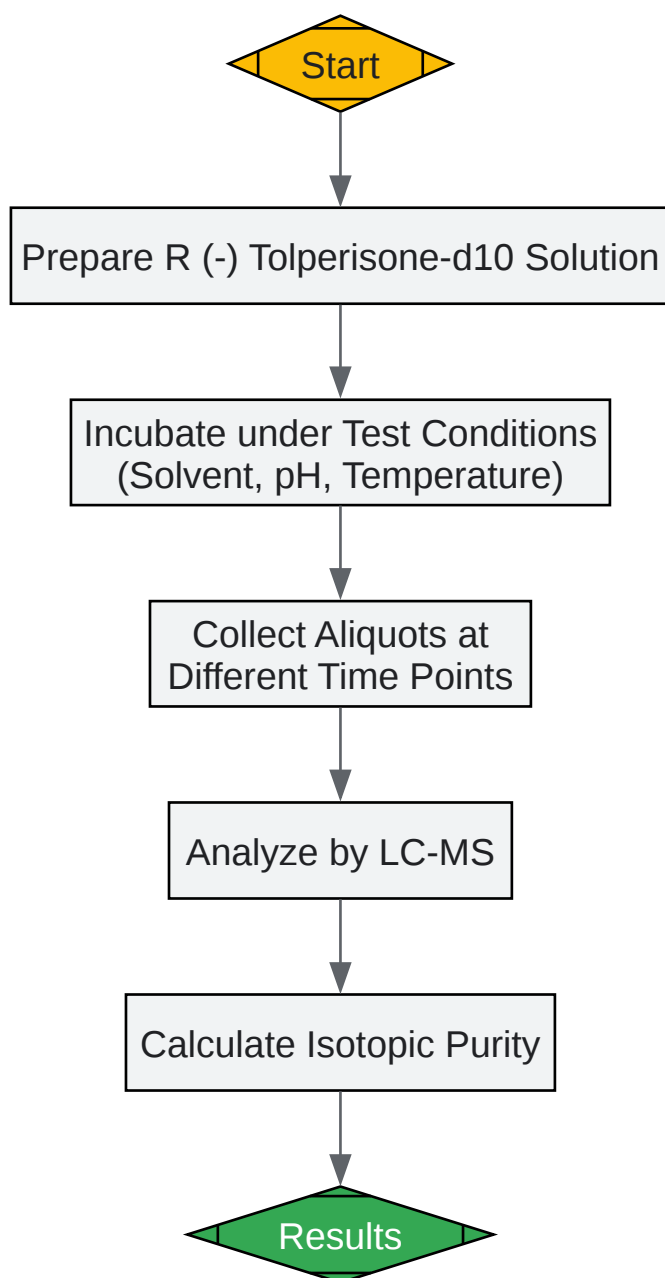 Start
Prepare R (-) Tolperisone-d10 Solution
Incubate under Test Conditions
(Solvent, pH, Temperature)
Collect Aliquots at
Different Time Points
Analyze by LC-MS
Calculate Isotopic Purity
Results